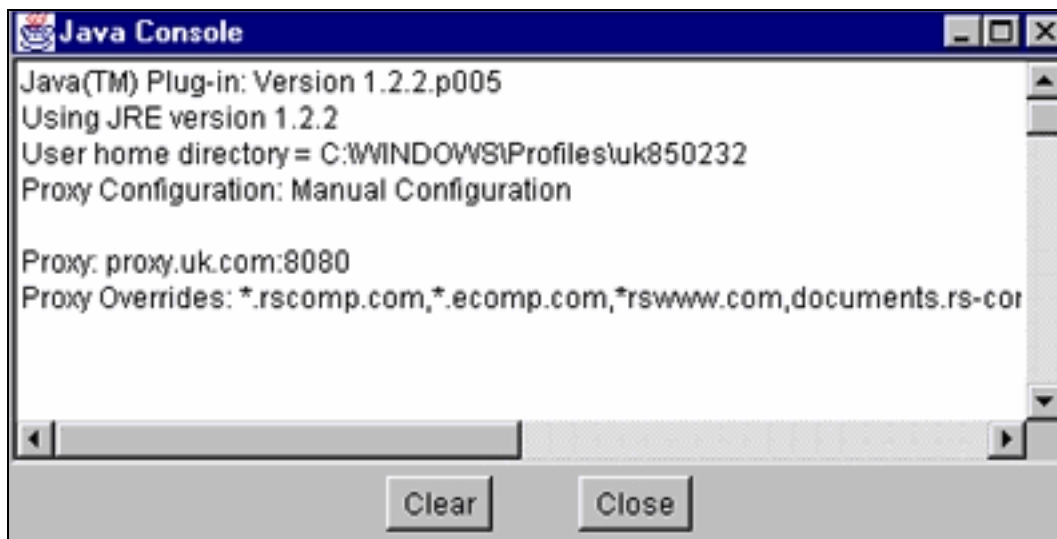 Java Console
Java(TM) Plug-in: Version 1.2.2.p005
Using JRE version 1.2.2
User home directory = C:\WINDOWS\Profiles\uk850232
Proxy Configuration: Manual Configuration
Proxy: proxy.uk.com:8080
Proxy Overrides: *.rscomp.com,*.ecomp.com,*rswww.com,documents.rs-cor
Clear
Close